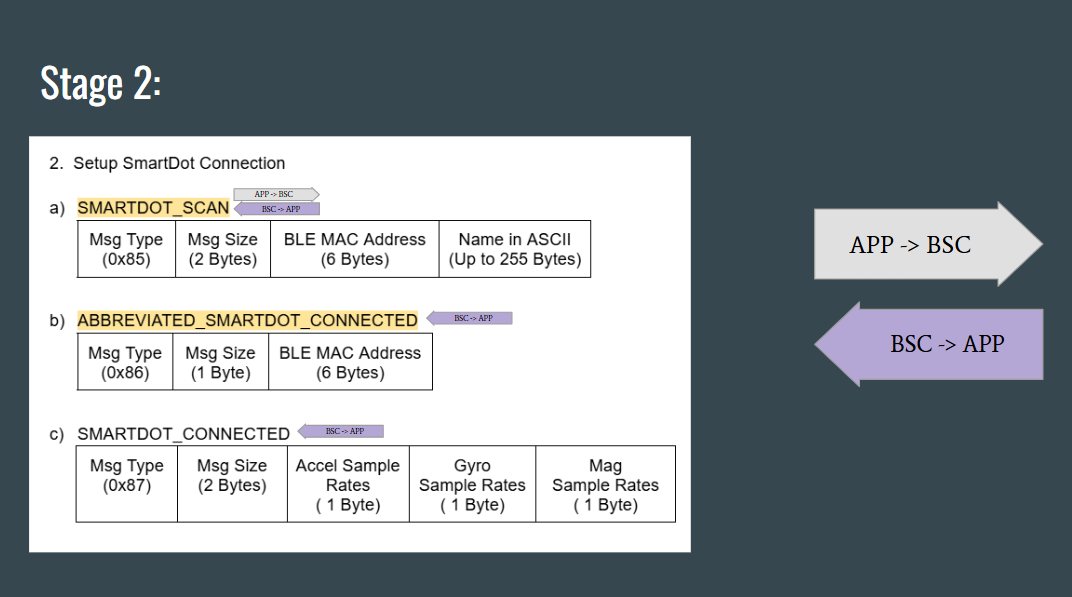 Stage 2:
2. Setup SmartDot Connection
APP -> BSC
a) SMARTDOT_SCAN
BSC -> APP
Msg Type Msg Size BLE MAC Address Name in ASCII
(0x85) (2 Bytes) (6 Bytes) (Up to 255 Bytes)
b) ABBREVIATED_SMARTDOT_CONNECTED BSC -> APP
Msg Type Msg Size BLE MAC Address
(0x86) (1 Byte) (6 Bytes)
c) SMARTDOT_CONNECTED BSC -> APP
Msg Type Msg Size Accel Sample Gyro Mag
(0x87) (2 Bytes) Rates Sample Rates Sample Rates
( 1 Byte) ( 1 Byte) ( 1 Byte)
APP -> BSC
BSC -> APP